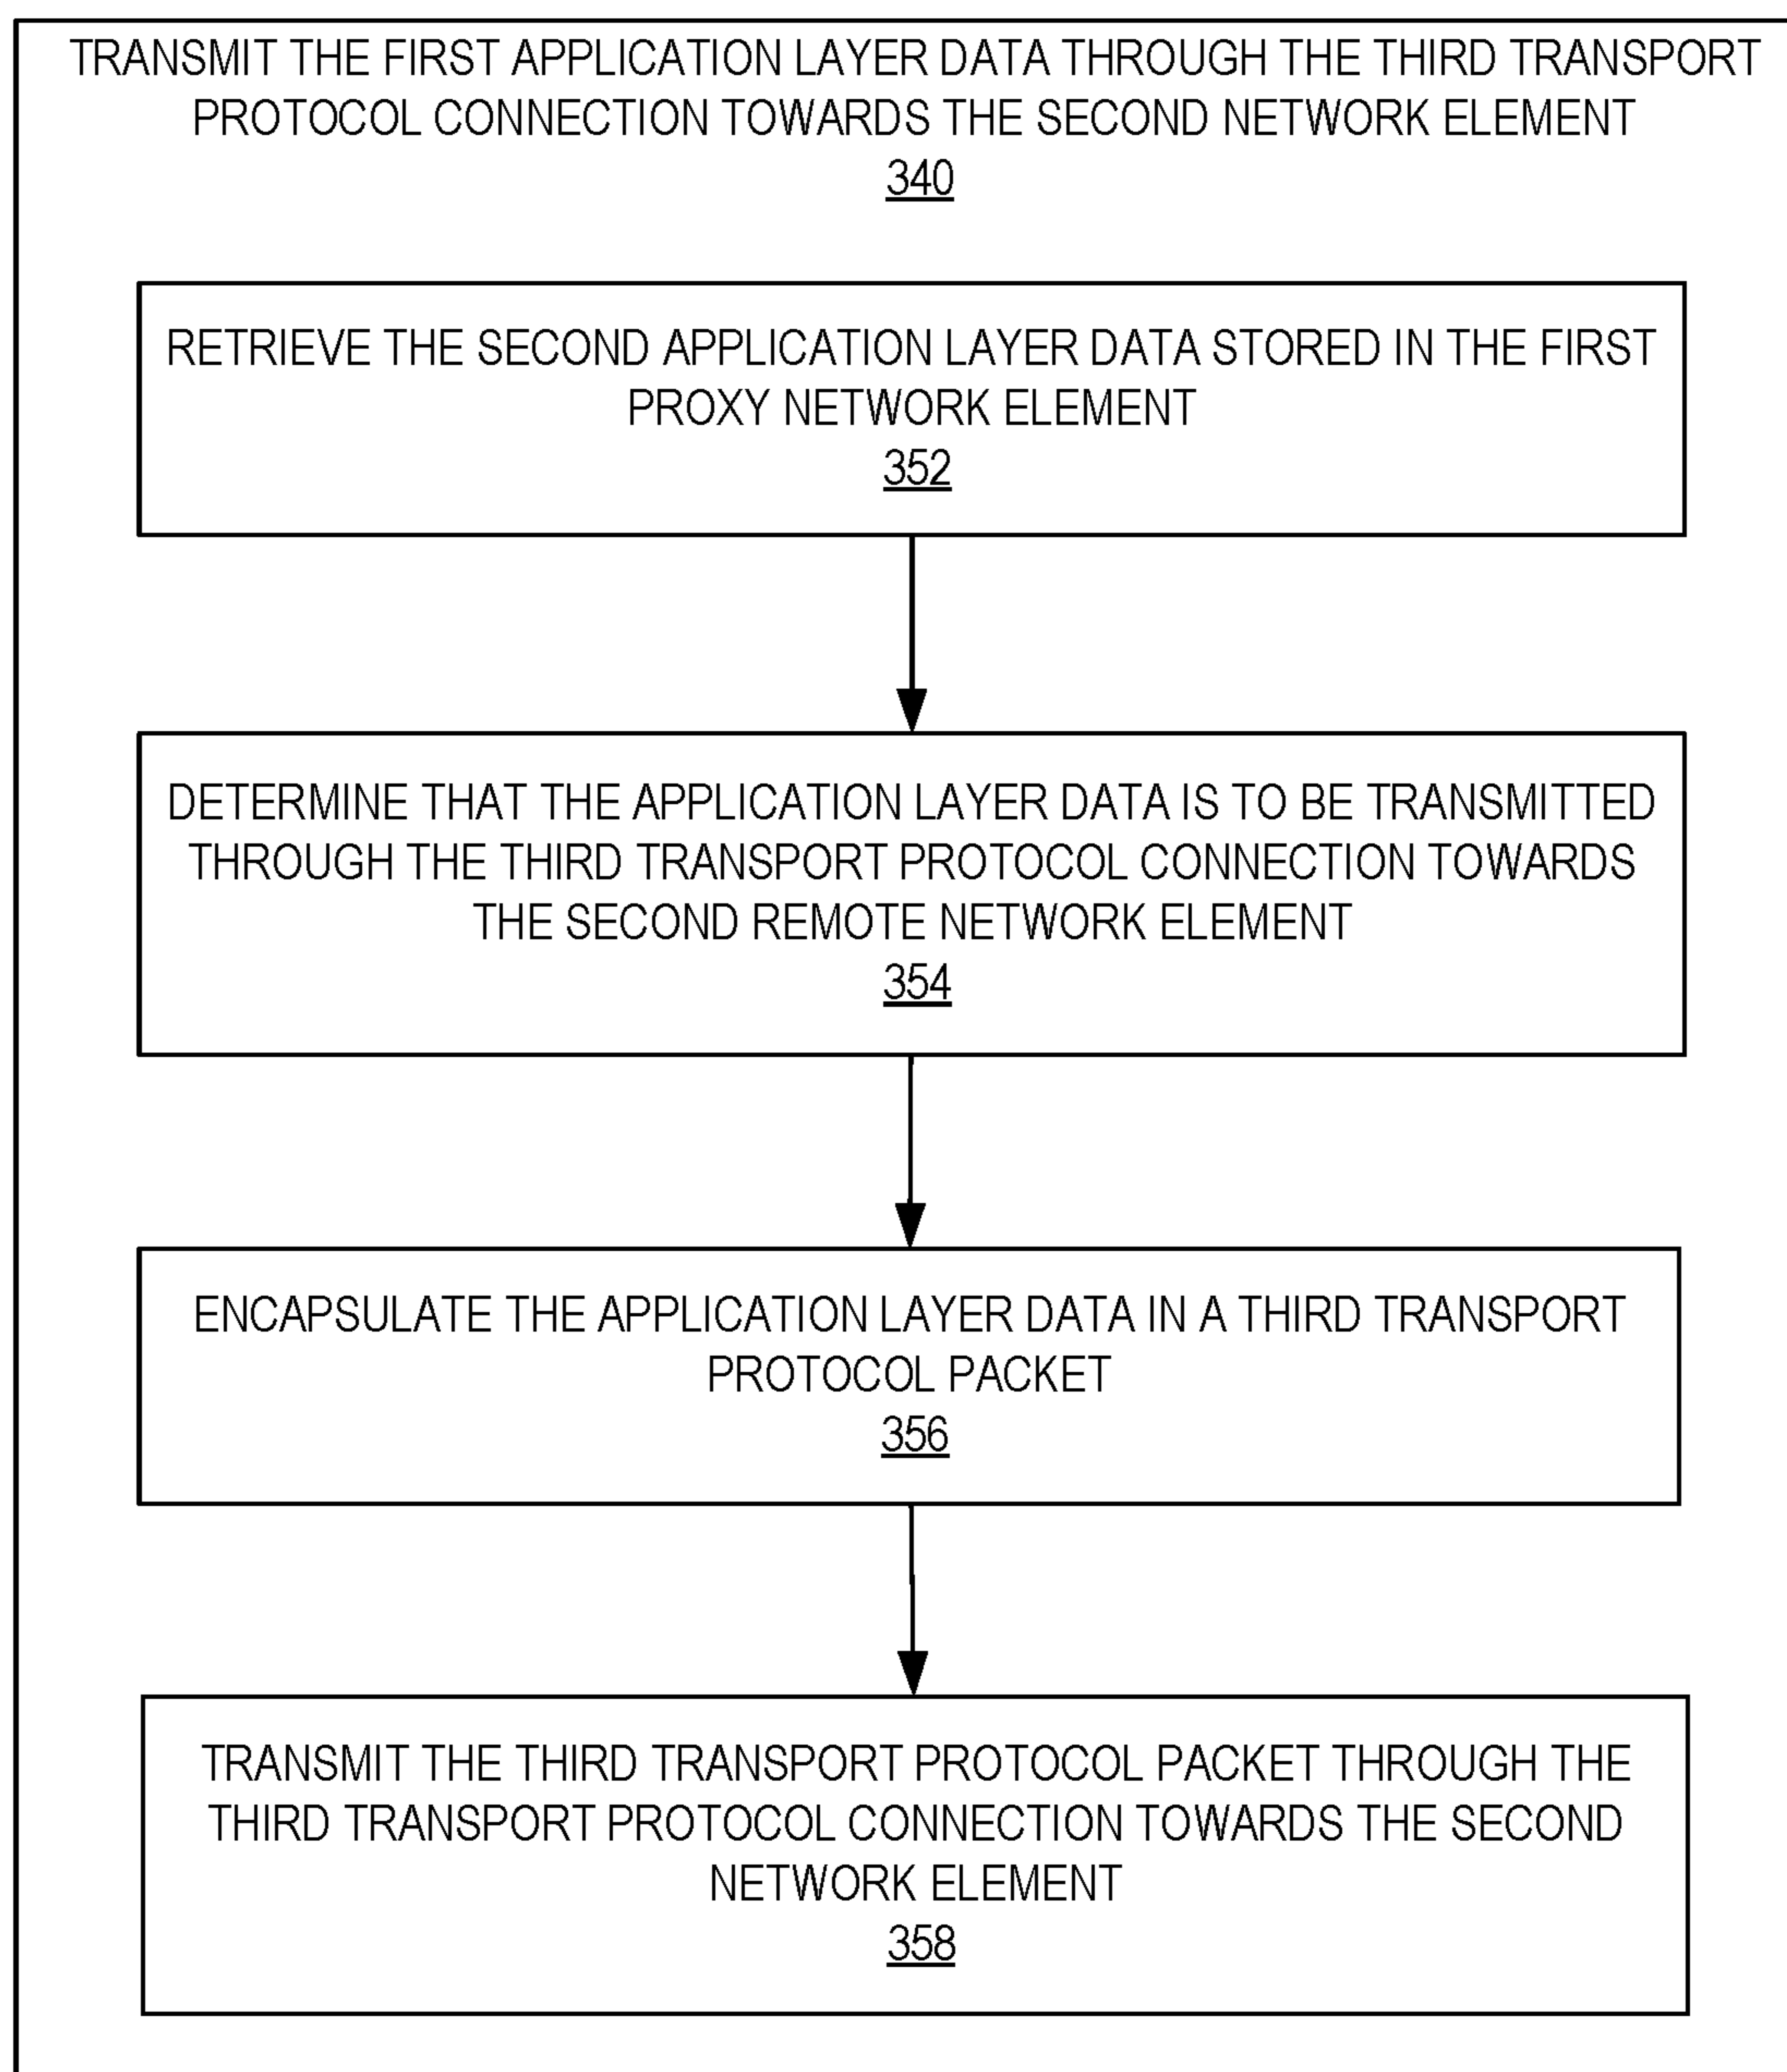 TRANSMIT THE FIRST APPLICATION LAYER DATA THROUGH THE THIRD TRANSPORT
PROTOCOL CONNECTION TOWARDS THE SECOND NETWORK ELEMENT
340
RETRIEVE THE SECOND APPLICATION LAYER DATA STORED IN THE FIRST
PROXY NETWORK ELEMENT
352
DETERMINE THAT THE APPLICATION LAYER DATA IS TO BE TRANSMITTED
THROUGH THE THIRD TRANSPORT PROTOCOL CONNECTION TOWARDS
THE SECOND REMOTE NETWORK ELEMENT
354
ENCAPSULATE THE APPLICATION LAYER DATA IN A THIRD TRANSPORT
PROTOCOL PACKET
356
TRANSMIT THE THIRD TRANSPORT PROTOCOL PACKET THROUGH THE
THIRD TRANSPORT PROTOCOL CONNECTION TOWARDS THE SECOND
NETWORK ELEMENT
358